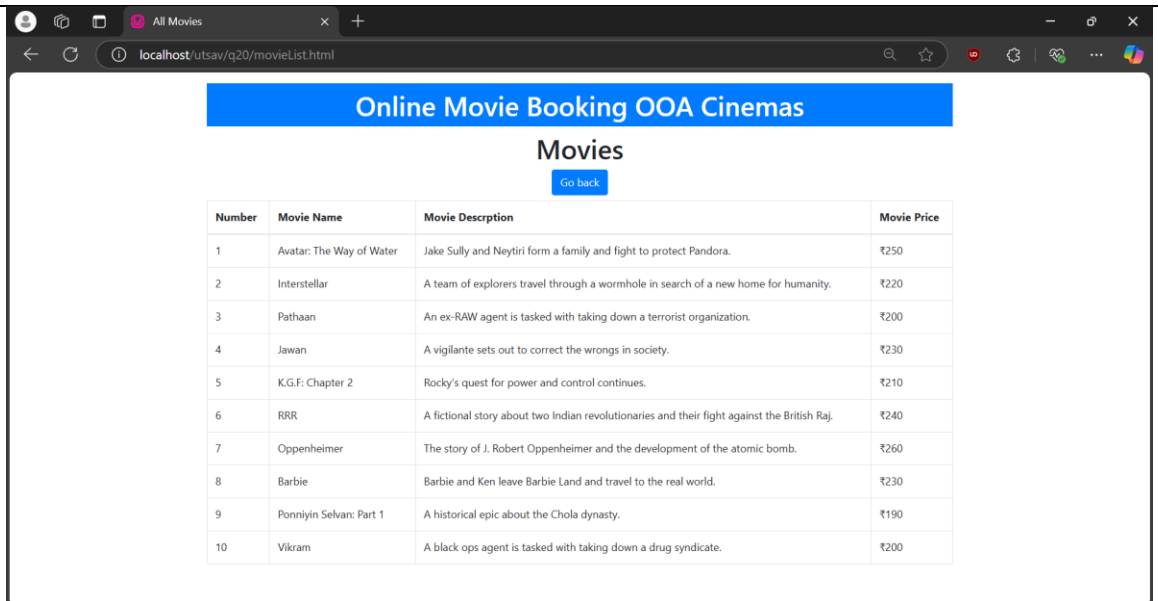 All Movies
localhost/utsav/q20/movieList.html
Online Movie Booking OOA Cinemas
Movies
Go back
Number Movie Name Movie Descrption Movie Price
1 Avatar: The Way of Water Jake Sully and Neytiri form a family and fight to protect Pandora. ₹250
2 Interstellar A team of explorers travel through a wormhole in search of a new home for humanity. ₹220
3 Pathaan An ex-RAW agent is tasked with taking down a terrorist organization. ₹200
4 Jawan A vigilante sets out to correct the wrongs in society. ₹230
5 K.G.F: Chapter 2 Rocky's quest for power and control continues. ₹210
6 RRR A fictional story about two Indian revolutionaries and their fight against the British Raj. ₹240
7 Oppenheimer The story of J. Robert Oppenheimer and the development of the atomic bomb. ₹260
8 Barbie Barbie and Ken leave Barbie Land and travel to the real world. ₹230
9 Ponniyin Selvan: Part 1 A historical epic about the Chola dynasty. ₹190
10 Vikram A black ops agent is tasked with taking down a drug syndicate. ₹200